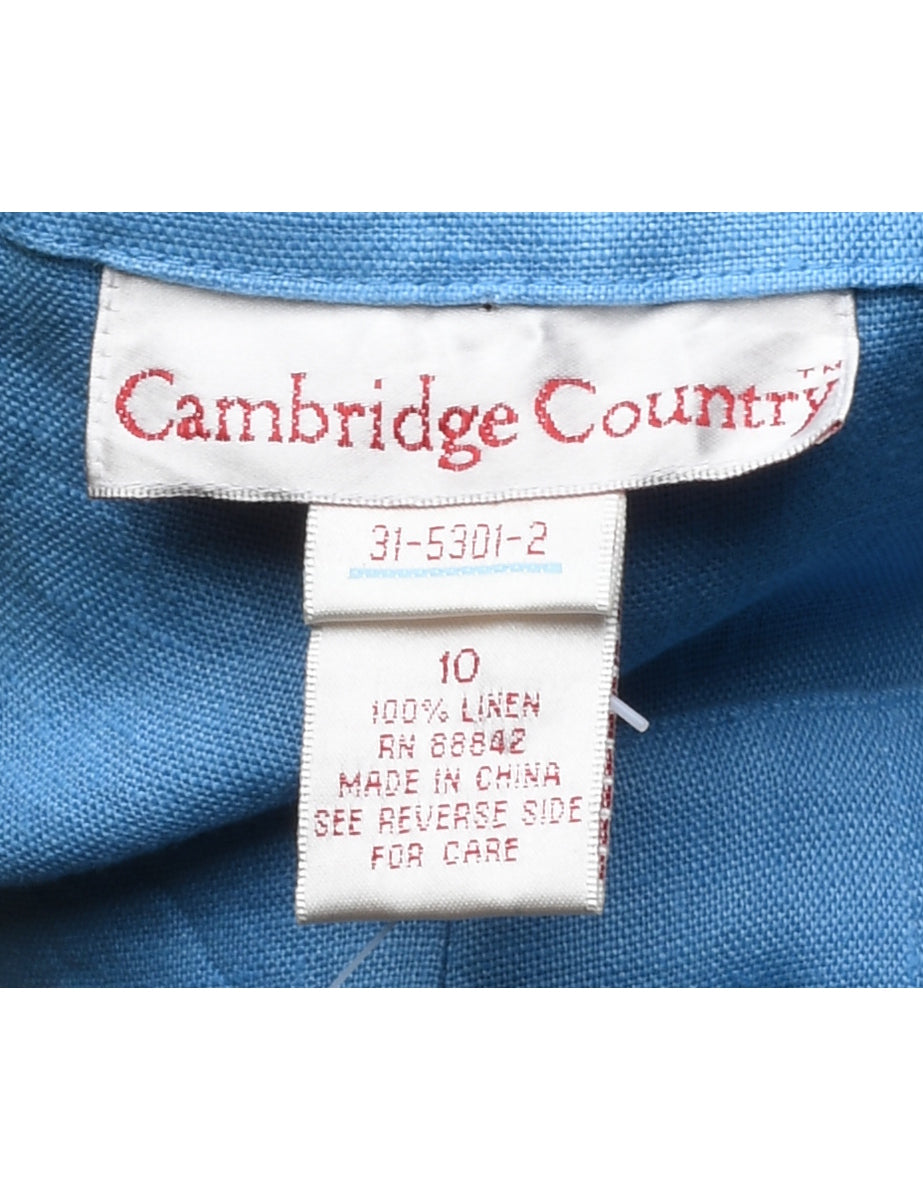 Cambridge Country™
31-5301-2
10
100% LINEN
RN 88842
MADE IN CHINA
SEE REVERSE SIDE
FOR CARE